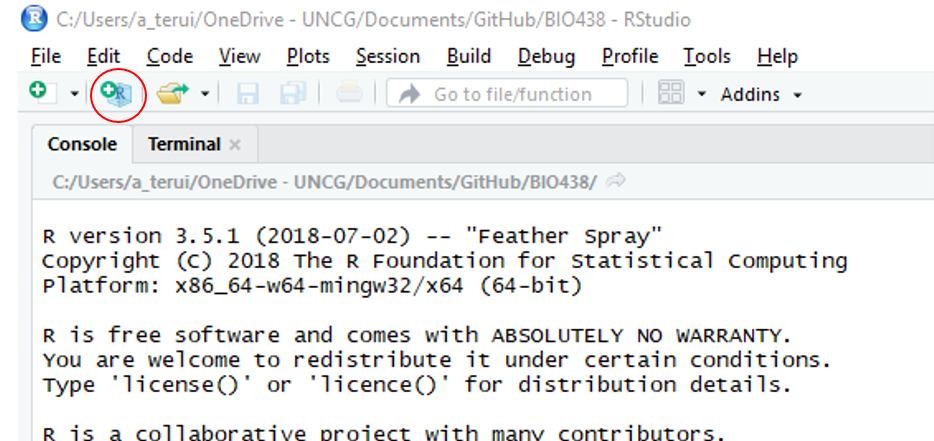 C:/Users/a_terui/OneDrive - UNCG/Documents/GitHub/BIO438 - RStudio
File Edit Code View Plots Session Build Debug Profile Tools Help
Go to file/function Addins
Console Terminal
C:/Users/a_terui/OneDrive - UNCG/Documents/GitHub/BIO438/
R version 3.5.1 (2018-07-02) -- "Feather Spray"
Copyright (C) 2018 The R Foundation for Statistical Computing
Platform: x86_64-w64-mingw32/x64 (64-bit)
R is free software and comes with ABSOLUTELY NO WARRANTY.
You are welcome to redistribute it under certain conditions.
Type 'license()' or 'licence()' for distribution details.
R is a collaborative project with many contributors.